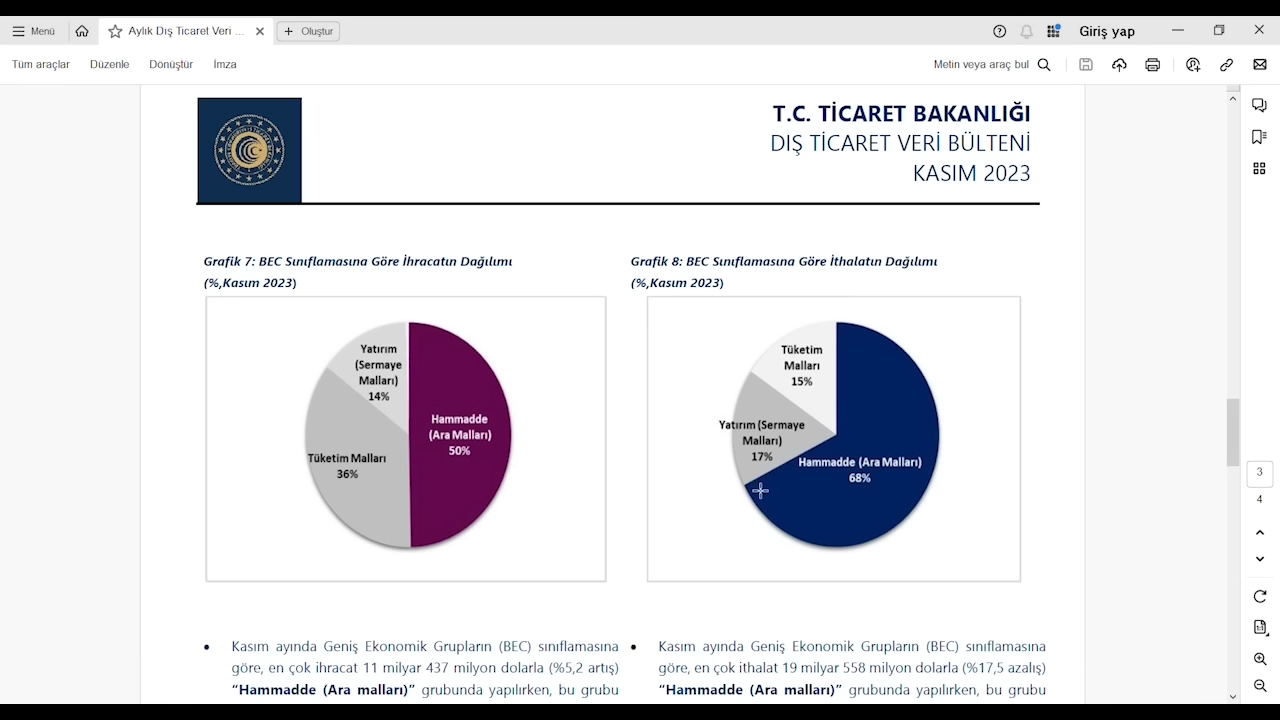 Menü
Aylık Dış Ticaret Veri ...
Oluştur
Giriş yap
Tüm araçlar
Düzenle
Dönüştür
İmza
Metin veya araç bul
T.C. TİCARET BAKANLIĞI
DIŞ TİCARET VERİ BÜLTENİ
KASIM 2023
Grafik 7: BEC Sınıflamasına Göre İhracatın Dağılımı
(%,Kasım 2023)
Yatırım
(Sermaye
Malları)
14%
Hammadde
(Ara Malları)
50%
Tüketim Malları
36%
Grafik 8: BEC Sınıflamasına Göre İthalatın Dağılımı
(%,Kasım 2023)
Tüketim
Malları
15%
Yatırım (Sermaye
Malları)
17%
Hammadde (Ara Malları)
68%
• Kasım ayında Geniş Ekonomik Grupların (BEC) sınıflamasına
göre, en çok ihracat 11 milyar 437 milyon dolarla (%5,2 artış)
“Hammadde (Ara malları)” grubunda yapılırken, bu grubu
• Kasım ayında Geniş Ekonomik Grupların (BEC) sınıflamasına
göre, en çok ithalat 19 milyar 558 milyon dolarla (%17,5 azalış)
“Hammadde (Ara malları)” grubunda yapılırken, bu grubu
3
4